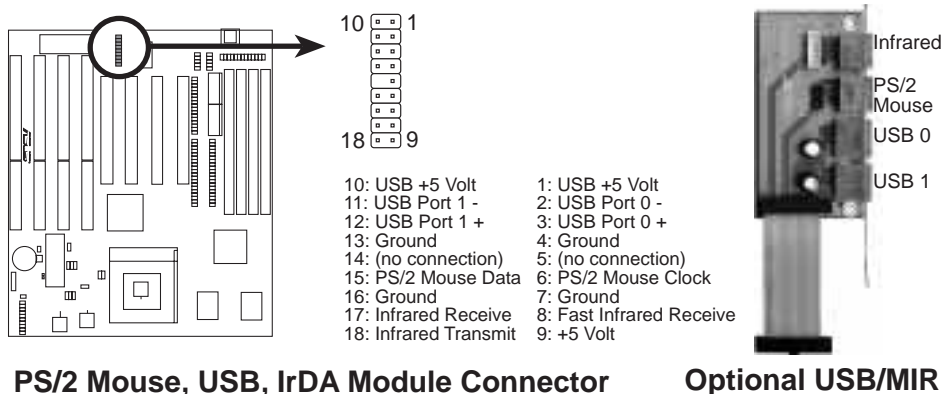 10 1
18 9
10: USB +5 Volt 1: USB +5 Volt
11: USB Port 1 - 2: USB Port 0 -
12: USB Port 1 + 3: USB Port 0 +
13: Ground 4: Ground
14: (no connection) 5: (no connection)
15: PS/2 Mouse Data 6: PS/2 Mouse Clock
16: Ground 7: Ground
17: Infrared Receive 8: Fast Infrared Receive
18: Infrared Transmit 9: +5 Volt
PS/2 Mouse, USB, IrDA Module Connector
Infrared
PS/2
Mouse
USB 0
USB 1
Optional USB/MIR